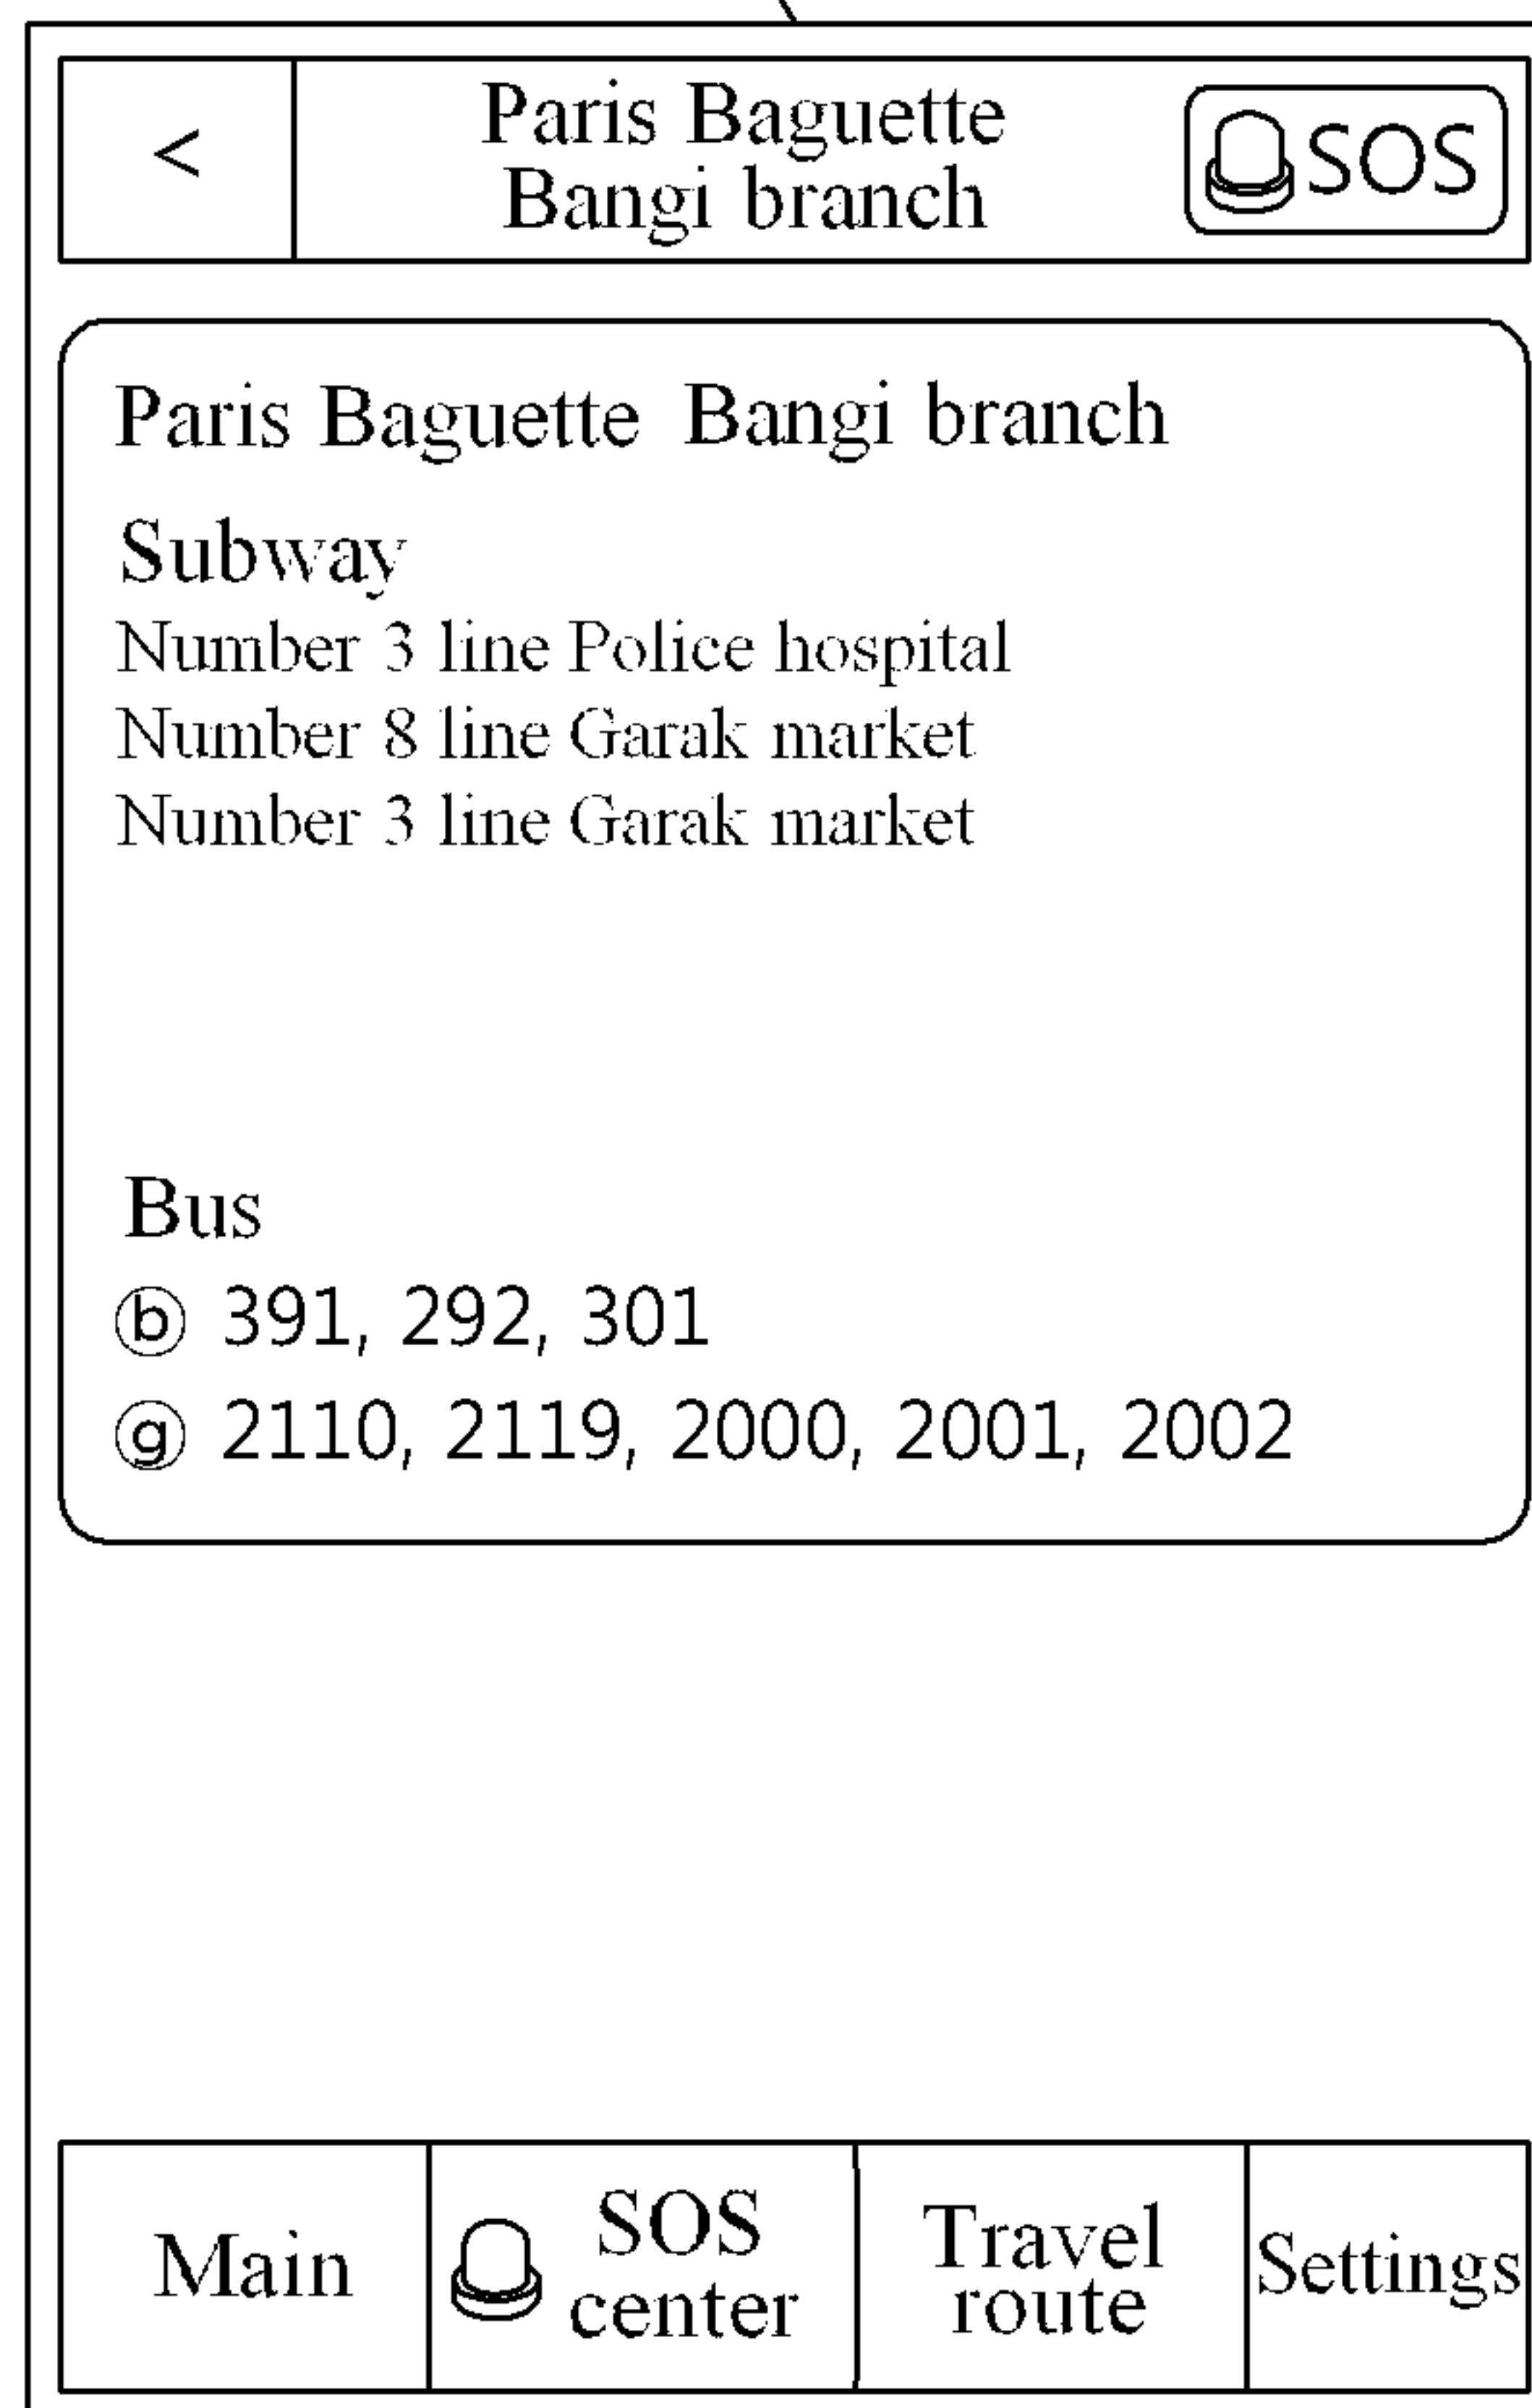 <
Paris Baguette
Bangi branch
SOS
Paris Baguette Bangi branch
Subway
Number 3 line Police hospital
Number 8 line Garak market
Number 3 line Garak market
Bus
ⓑ 391, 292, 301
ⓖ 2110, 2119, 2000, 2001, 2002
Main
SOS
center
Travel
route
Settings